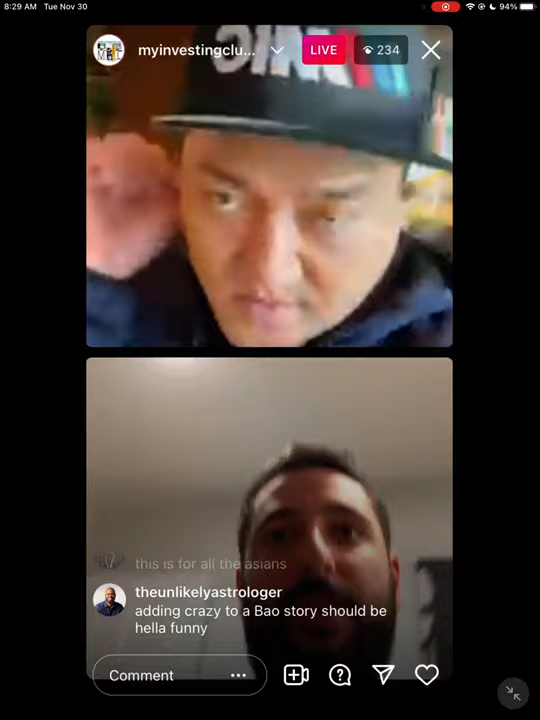 8:29 AM Tue Nov 30
94%
myinvestingclu...
LIVE
234
this is for all the asians
theunlikelyastrologer
adding crazy to a Bao story should be
hella funny
Comment